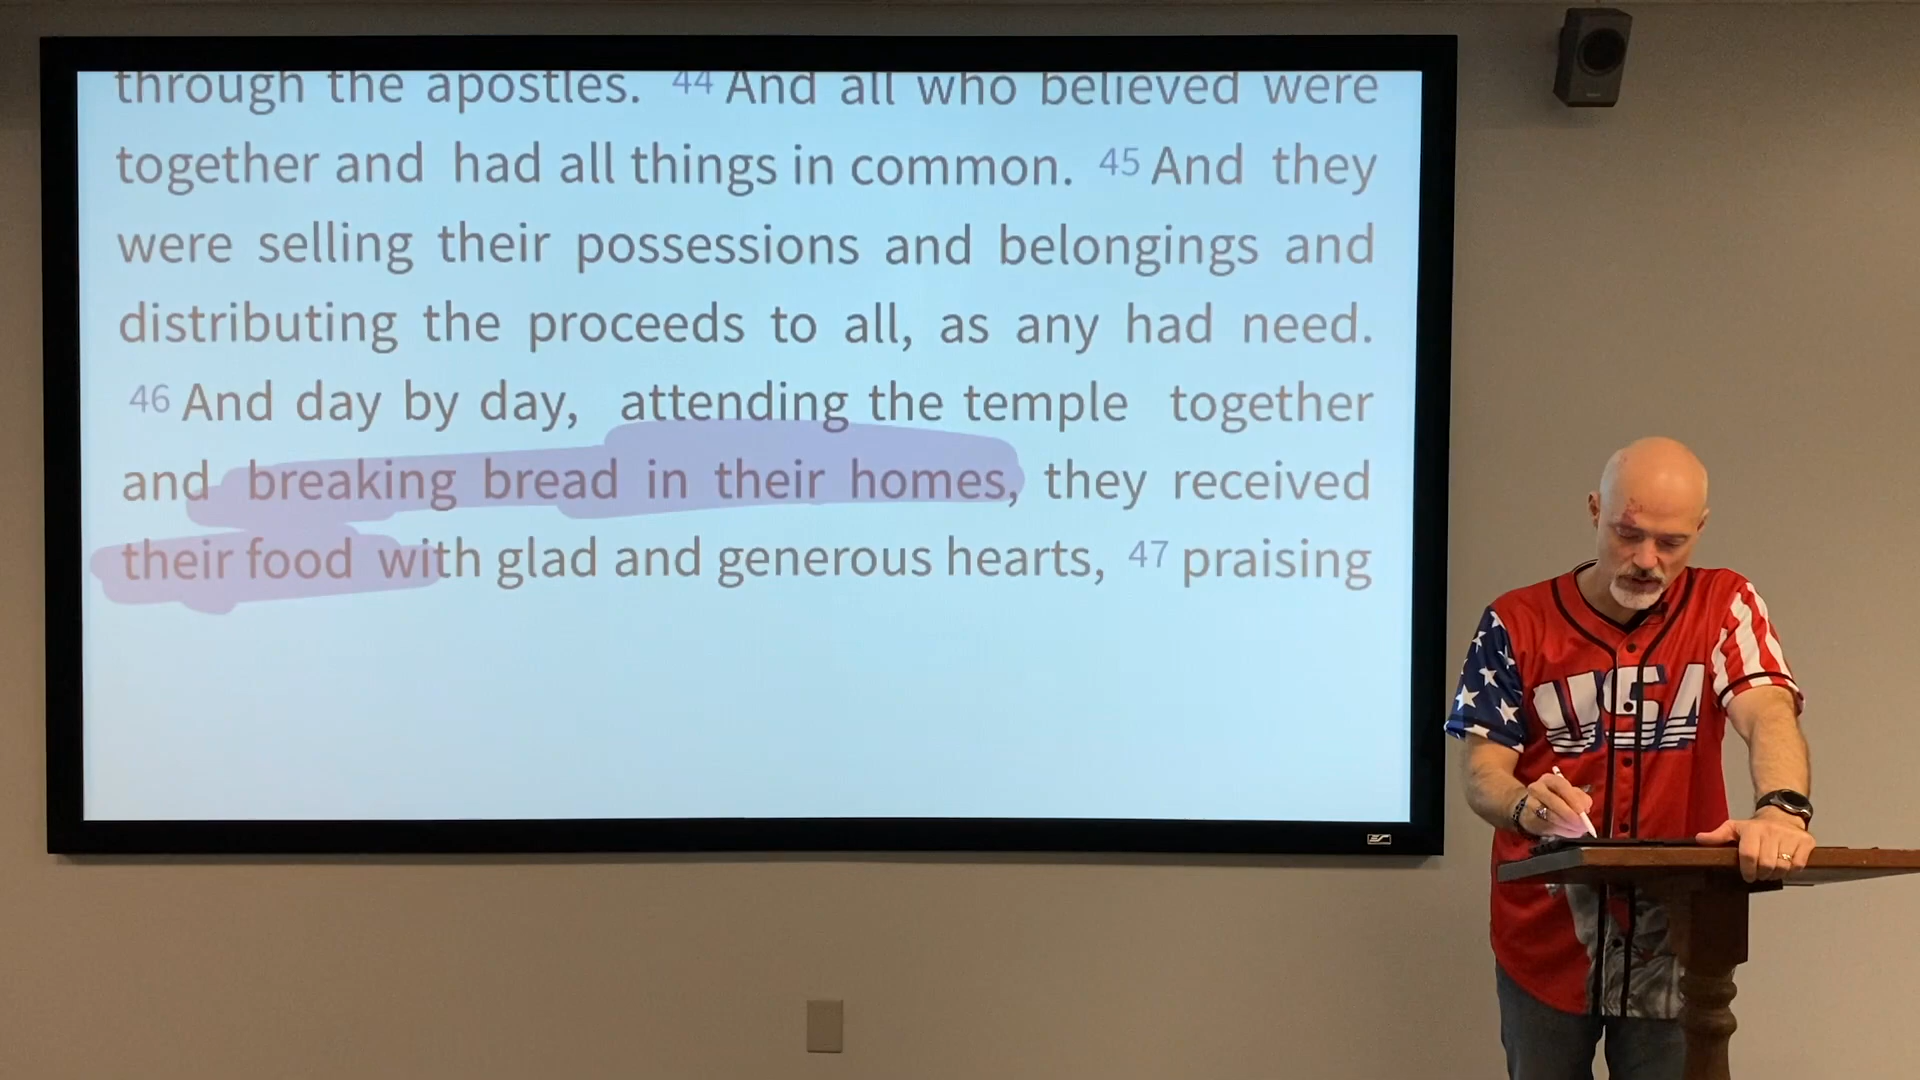 through the apostles. 44 And all who believed were
together and had all things in common. 45 And they
were selling their possessions and belongings and
distributing the proceeds to all, as any had need.
46 And day by day, attending the temple together
and breaking bread in their homes, they received
their food with glad and generous hearts, 47 praising
USA